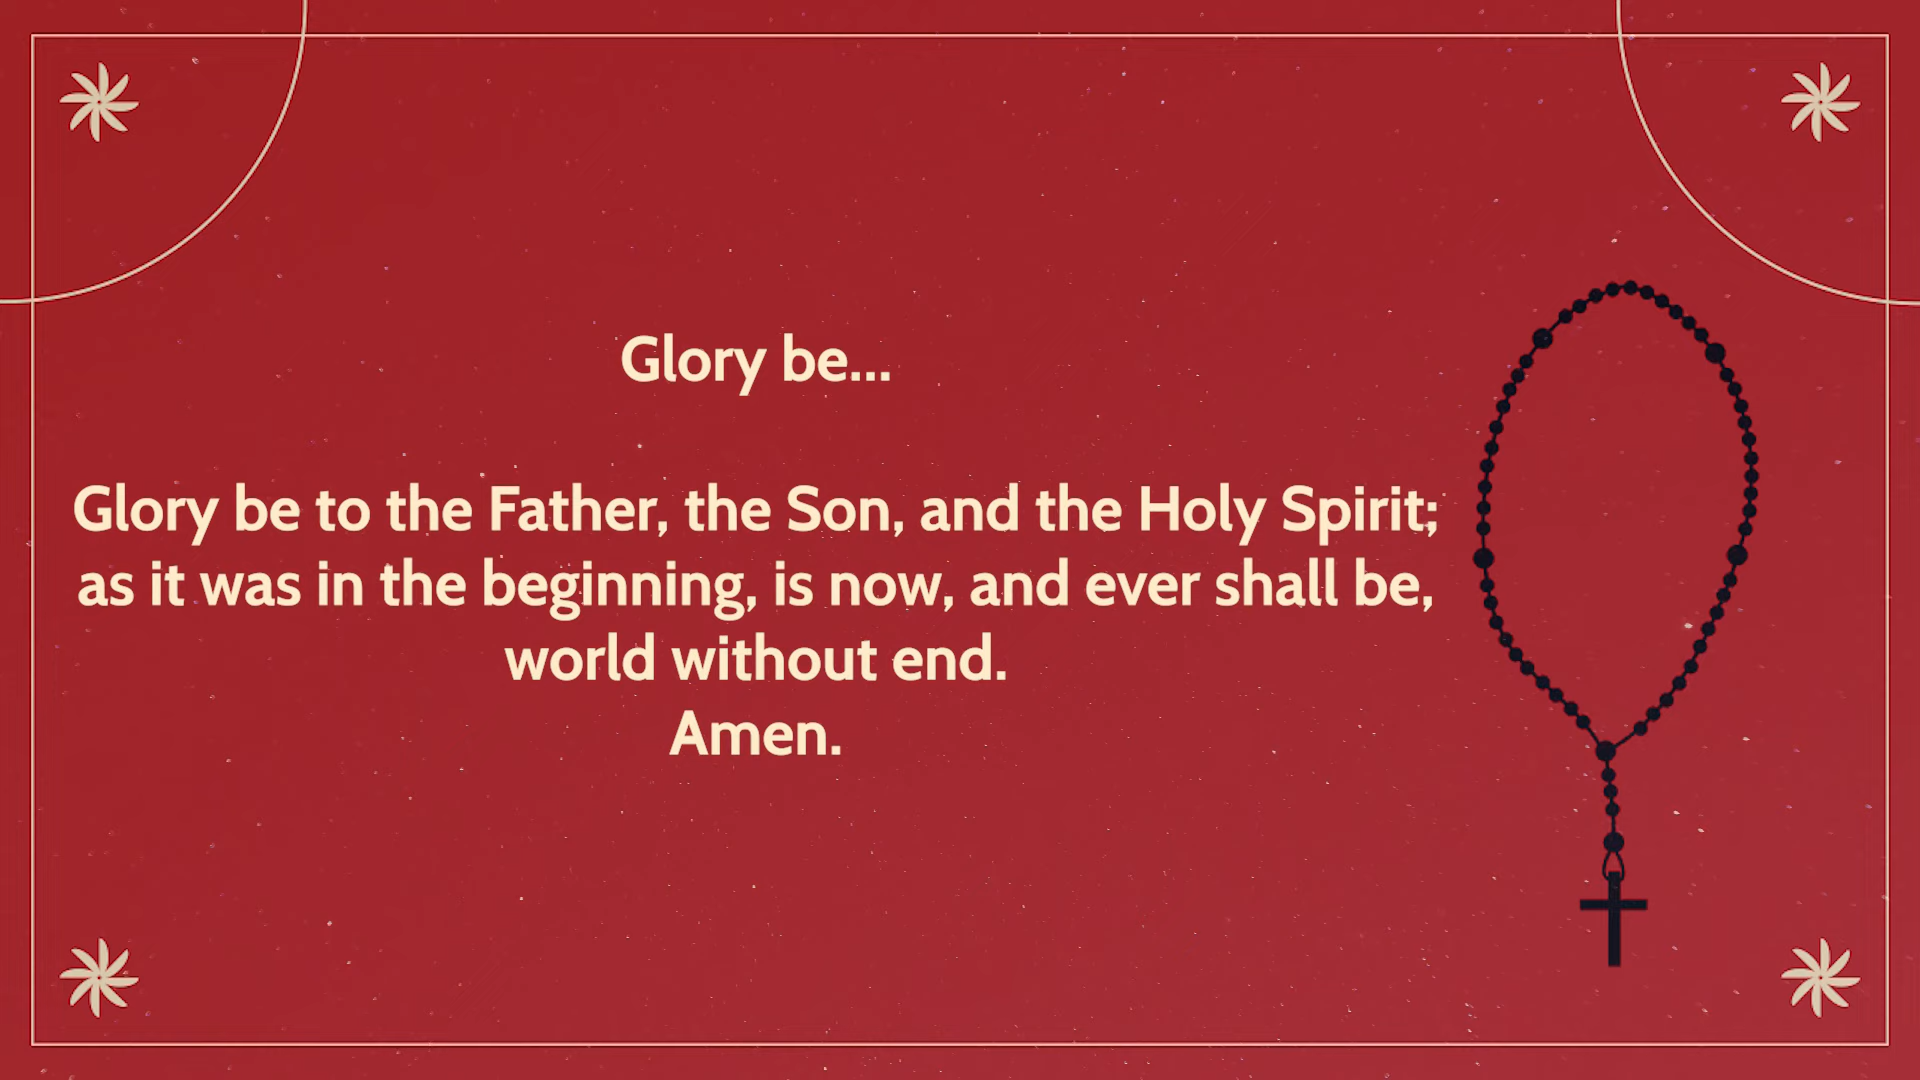 Glory be...
Glory be to the Father, the Son, and the Holy Spirit;
as it was in the beginning, is now, and ever shall be,
world without end.
Amen.